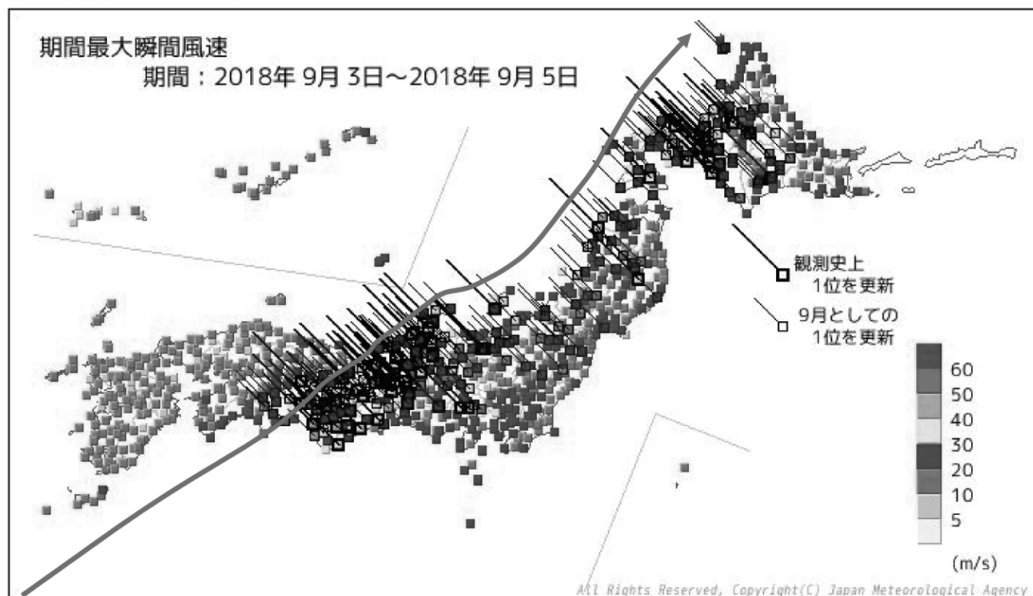 期間最大瞬間風速
期間：2018年 9月 3日～2018年 9月 5日
観測史上
1位を更新
9月としての
1位を更新
60
50
40
30
20
10
5
(m/s)
All Rights Reserved, Copyright(C) Japan Meteorological Agency